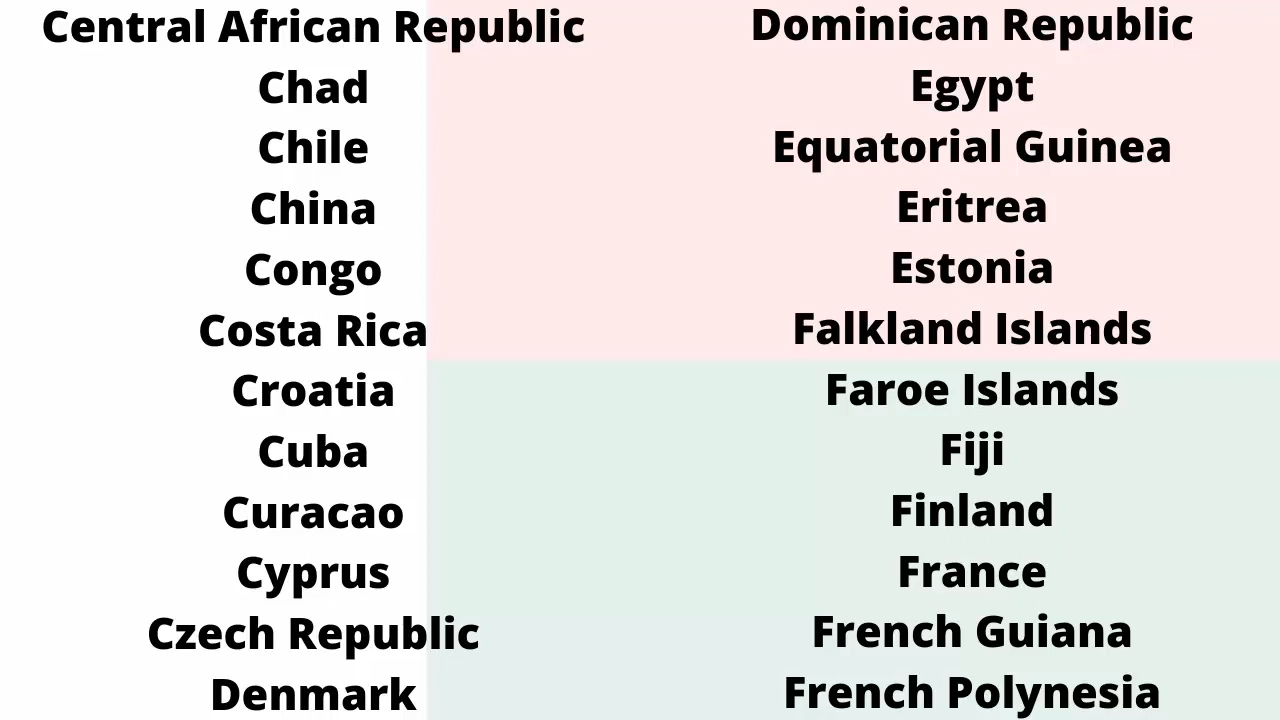 Central African Republic
Chad
Chile
China
Congo
Costa Rica
Croatia
Cuba
Curacao
Cyprus
Czech Republic
Denmark
Dominican Republic
Egypt
Equatorial Guinea
Eritrea
Estonia
Falkland Islands
Faroe Islands
Fiji
Finland
France
French Guiana
French Polynesia